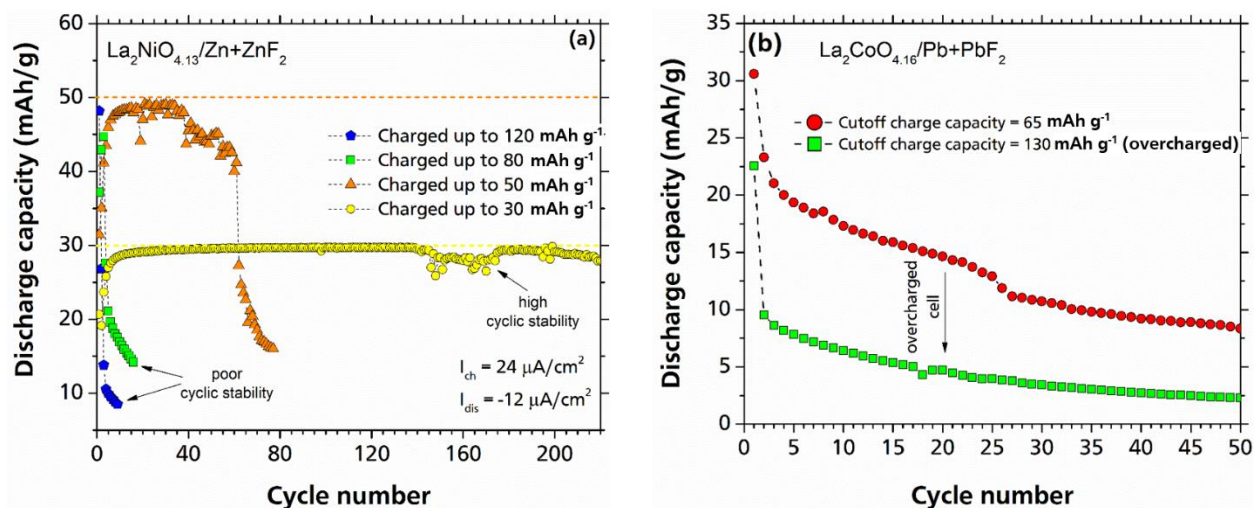 (a)
La₂NiO₄.₁₃/Zn+ZnF₂
Charged up to 120 mAh g⁻¹
Charged up to 80 mAh g⁻¹
Charged up to 50 mAh g⁻¹
Charged up to 30 mAh g⁻¹
high
cyclic stability
poor
cyclic stability
I_ch = 24 µA/cm²
I_dis = -12 µA/cm²
Discharge capacity (mAh/g)
60
50
40
30
20
10
0 40 80 120 160 200
Cycle number
(b)
La₂CoO₄.₁₆/Pb+PbF₂
Cutoff charge capacity = 65 mAh g⁻¹
Cutoff charge capacity = 130 mAh g⁻¹ (overcharged)
overcharged
cell
Discharge capacity (mAh/g)
35
30
25
20
15
10
5
0
0 5 10 15 20 25 30 35 40 45 50
Cycle number